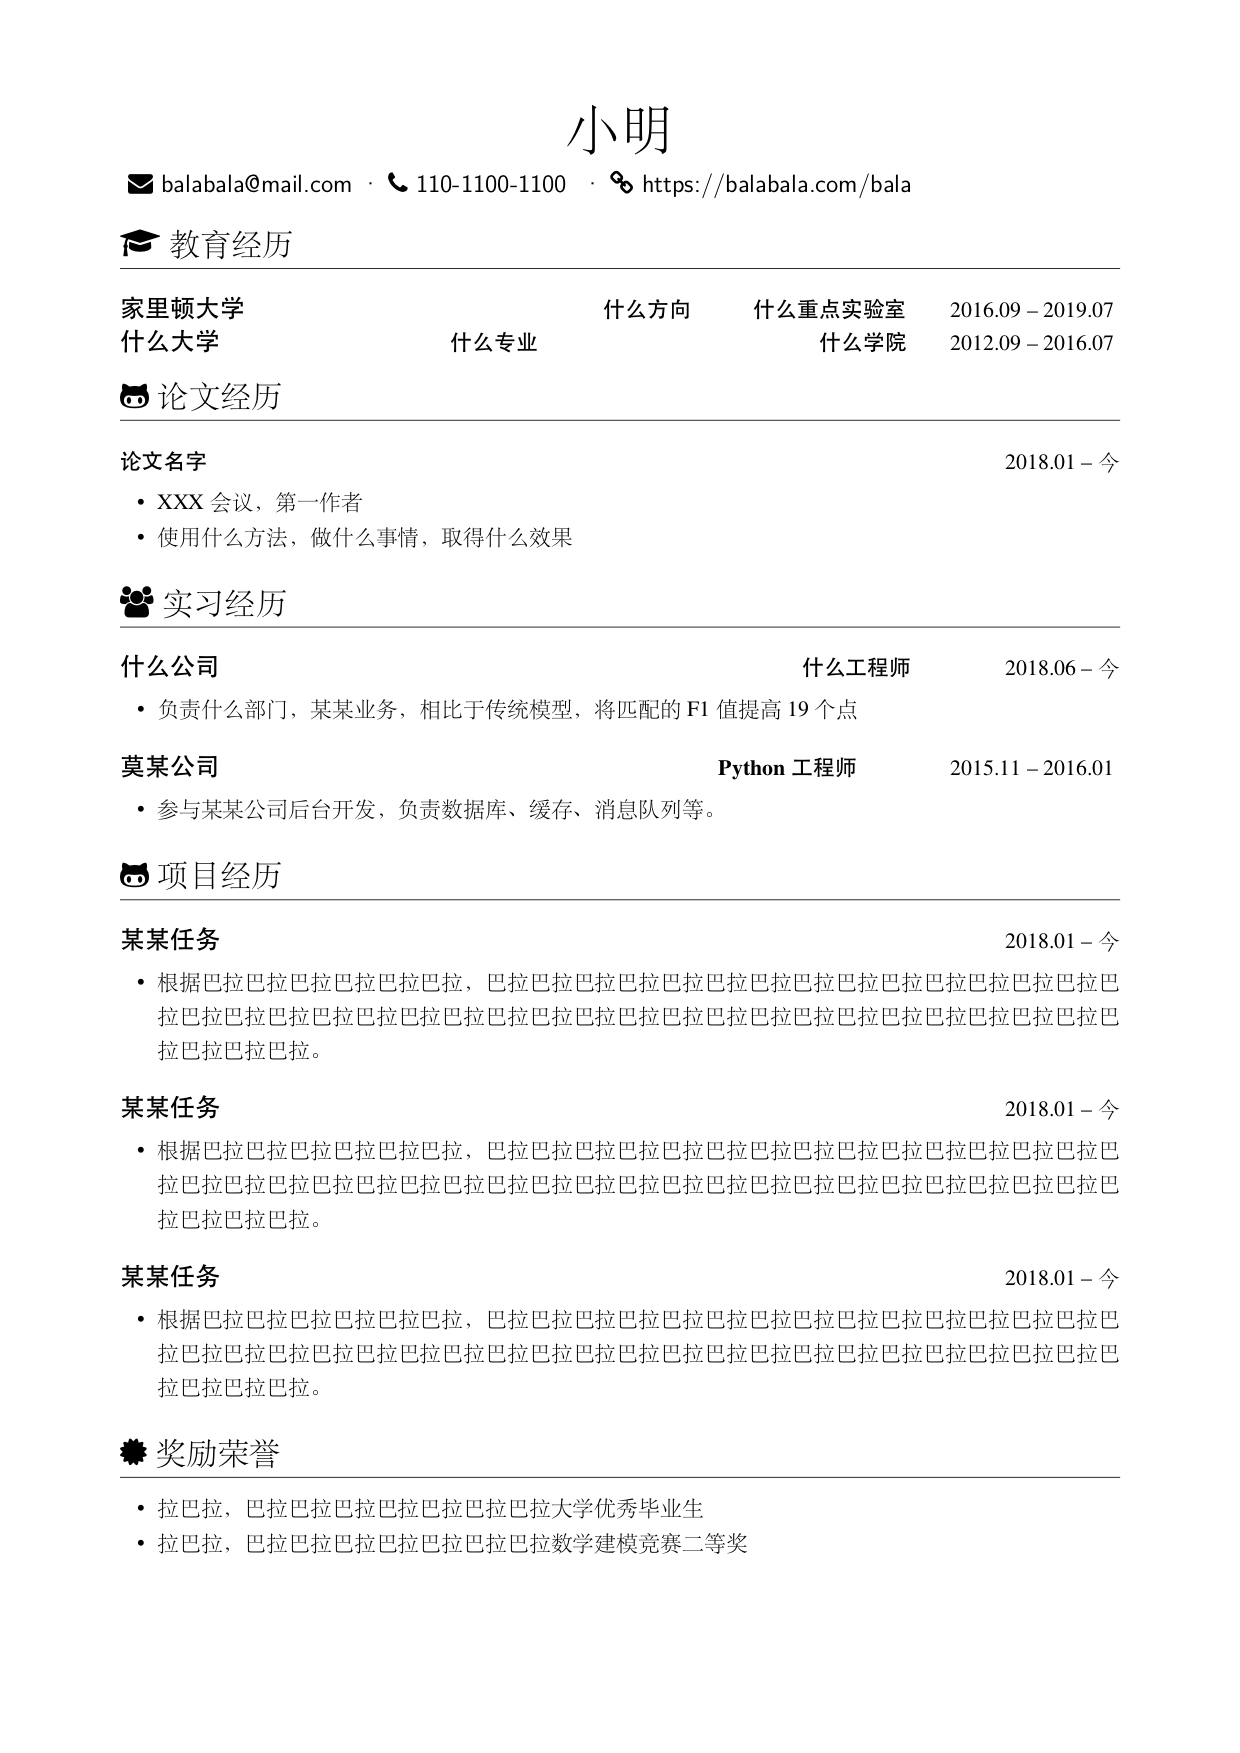 小明
balabala@mail.com · 110-1100-1100 · https://balabala.com/bala
教育经历
家里顿大学 什么方向 什么重点实验室 2016.09 – 2019.07
什么大学 什么专业 什么学院 2012.09 – 2016.07
论文经历
论文名字 2018.01 – 今
• XXX 会议，第一作者
• 使用什么方法，做什么事情，取得什么效果
实习经历
什么公司 什么工程师 2018.06 – 今
• 负责什么部门，某某业务，相比于传统模型，将匹配的 F1 值提高 19 个点
莫某公司 Python 工程师 2015.11 – 2016.01
• 参与某某公司后台开发，负责数据库、缓存、消息队列等。
项目经历
某某任务 2018.01 – 今
• 根据巴拉巴拉巴拉巴拉巴拉巴拉，巴拉巴拉巴拉巴拉巴拉巴拉巴拉巴拉巴拉巴拉巴拉巴拉巴拉巴拉巴
拉巴拉巴拉巴拉巴拉巴拉巴拉巴拉巴拉巴拉巴拉巴拉巴拉巴拉巴拉巴拉巴拉巴拉巴拉巴拉巴拉巴拉巴
拉巴拉巴拉巴拉。
某某任务 2018.01 – 今
• 根据巴拉巴拉巴拉巴拉巴拉巴拉，巴拉巴拉巴拉巴拉巴拉巴拉巴拉巴拉巴拉巴拉巴拉巴拉巴拉巴拉巴
拉巴拉巴拉巴拉巴拉巴拉巴拉巴拉巴拉巴拉巴拉巴拉巴拉巴拉巴拉巴拉巴拉巴拉巴拉巴拉巴拉巴拉巴
拉巴拉巴拉巴拉。
某某任务 2018.01 – 今
• 根据巴拉巴拉巴拉巴拉巴拉巴拉，巴拉巴拉巴拉巴拉巴拉巴拉巴拉巴拉巴拉巴拉巴拉巴拉巴拉巴拉巴
拉巴拉巴拉巴拉巴拉巴拉巴拉巴拉巴拉巴拉巴拉巴拉巴拉巴拉巴拉巴拉巴拉巴拉巴拉巴拉巴拉巴拉巴
拉巴拉巴拉巴拉。
奖励荣誉
• 拉巴拉，巴拉巴拉巴拉巴拉巴拉巴拉巴拉大学优秀毕业生
• 拉巴拉，巴拉巴拉巴拉巴拉巴拉巴拉巴拉数学建模竞赛二等奖